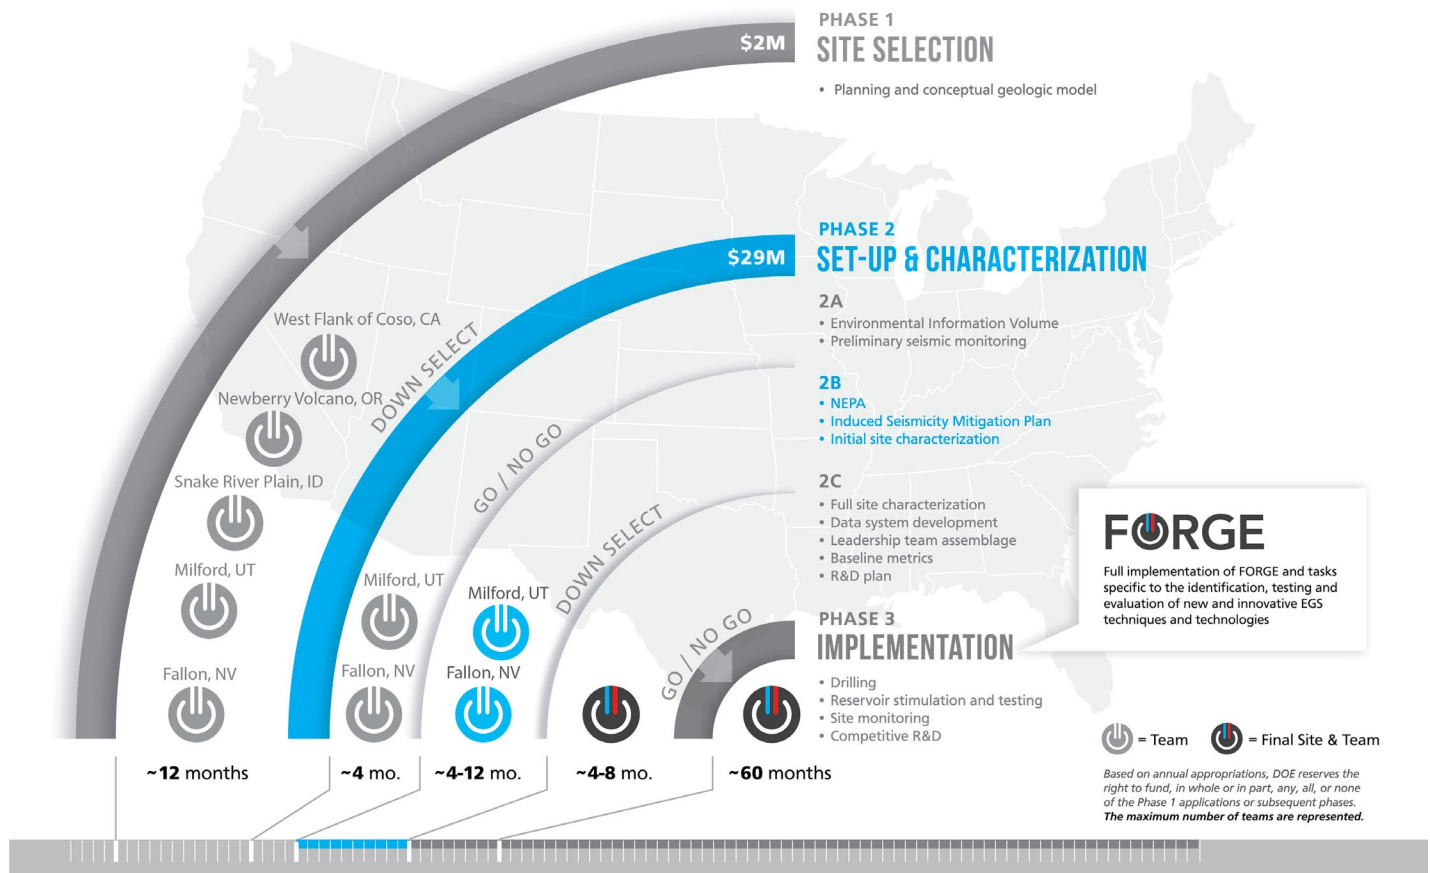 PHASE 1
$2M
SITE SELECTION
• Planning and conceptual geologic model
PHASE 2
$29M
SET-UP & CHARACTERIZATION
2A
• Environmental Information Volume
• Preliminary seismic monitoring
2B
• NEPA
• Induced Seismicity Mitigation Plan
• Initial site characterization
2C
• Full site characterization
• Data system development
• Leadership team assemblage
• Baseline metrics
• R&D plan
PHASE 3
IMPLEMENTATION
• Drilling
• Reservoir stimulation and testing
• Site monitoring
• Competitive R&D
West Flank of Coso, CA
Newberry Volcano, OR
Snake River Plain, ID
Milford, UT
Fallon, NV
DOWN SELECT
Milford, UT
Fallon, NV
GO / NO GO
Milford, UT
Fallon, NV
DOWN SELECT
GO / NO GO
FORGE
Full implementation of FORGE and tasks
specific to the identification, testing and
evaluation of new and innovative EGS
techniques and technologies
= Team
= Final Site & Team
Based on annual appropriations, DOE reserves the
right to fund, in whole or in part, any, all, or none
of the Phase 1 applications or subsequent phases.
The maximum number of teams are represented.
~12 months
~4 mo.
~4-12 mo.
~4-8 mo.
~60 months